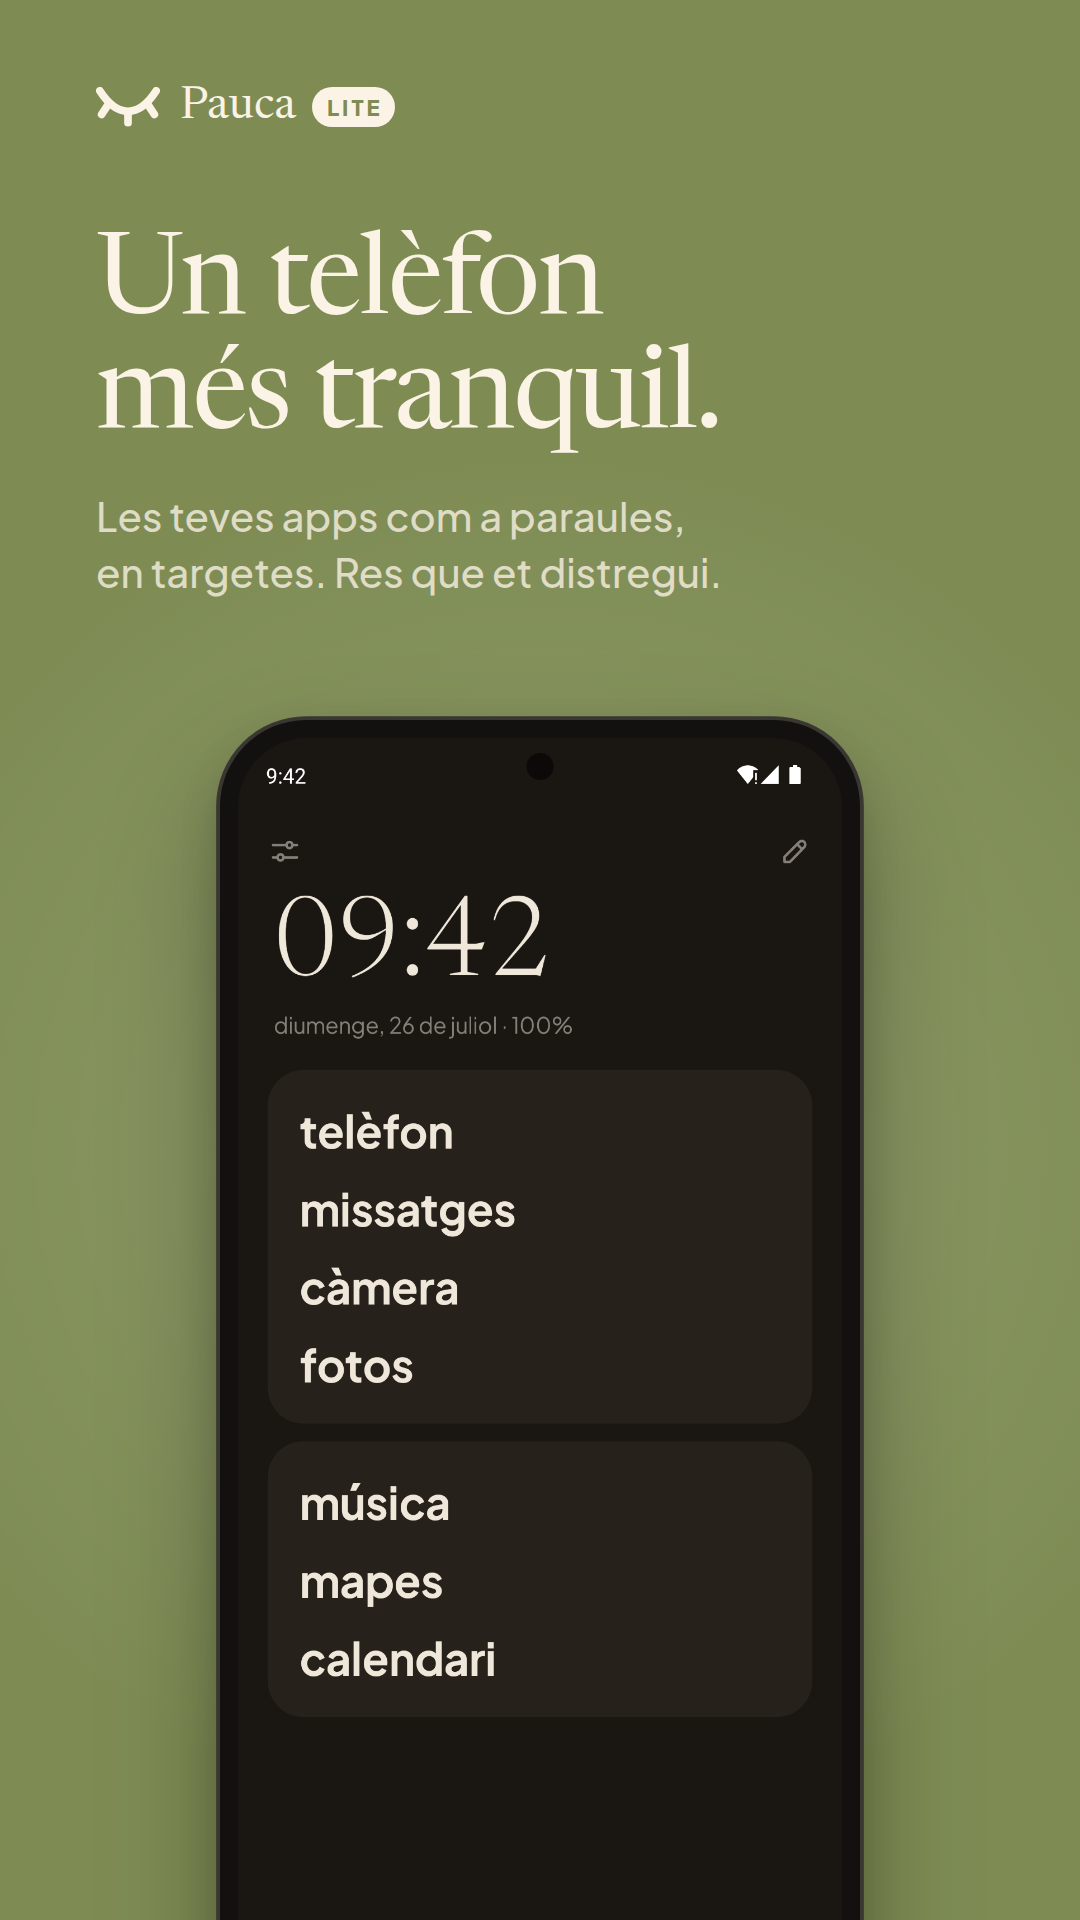 Pauca LITE
Un telèfon
més tranquil.
Les teves apps com a paraules,
en targetes. Res que et distregui.
9:42
09:42
diumenge, 26 de juliol · 100%
telèfon
missatges
càmera
fotos
música
mapes
calendari